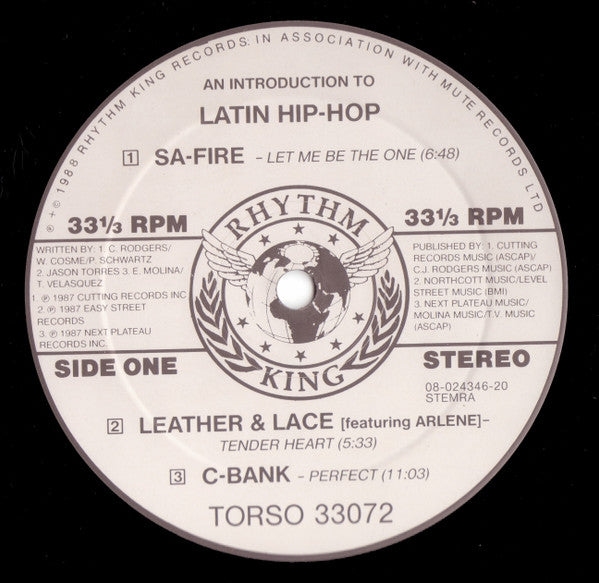 ℗ + © 1988 RHYTHM KING RECORDS: IN ASSOCIATION WITH MUTE RECORDS LTD
AN INTRODUCTION TO
LATIN HIP-HOP
1 SA-FIRE – LET ME BE THE ONE (6:48)
33⅓ RPM
33⅓ RPM
RHYTHM
KING
WRITTEN BY: 1. C. RODGERS/
W. COSME/P. SCHWARTZ
2. JASON TORRES 3. E. MOLINA/
T. VELASQUEZ
1. ℗ 1987 CUTTING RECORDS INC
2. ℗ 1987 EASY STREET
RECORDS
3. ℗ 1987 NEXT PLATEAU
RECORDS INC.
PUBLISHED BY: 1. CUTTING
RECORDS MUSIC (ASCAP)/
C.J. RODGERS MUSIC (ASCAP)
2. NORTHCOTT MUSIC/LEVEL
STREET MUSIC (BMI)
3. NEXT PLATEAU MUSIC/
MOLINA MUSIC/T.V. MUSIC
(ASCAP)
SIDE ONE
STEREO
08-024346-20
STEMRA
2 LEATHER & LACE [featuring ARLENE]–
TENDER HEART (5:33)
3 C-BANK – PERFECT (11:03)
TORSO 33072